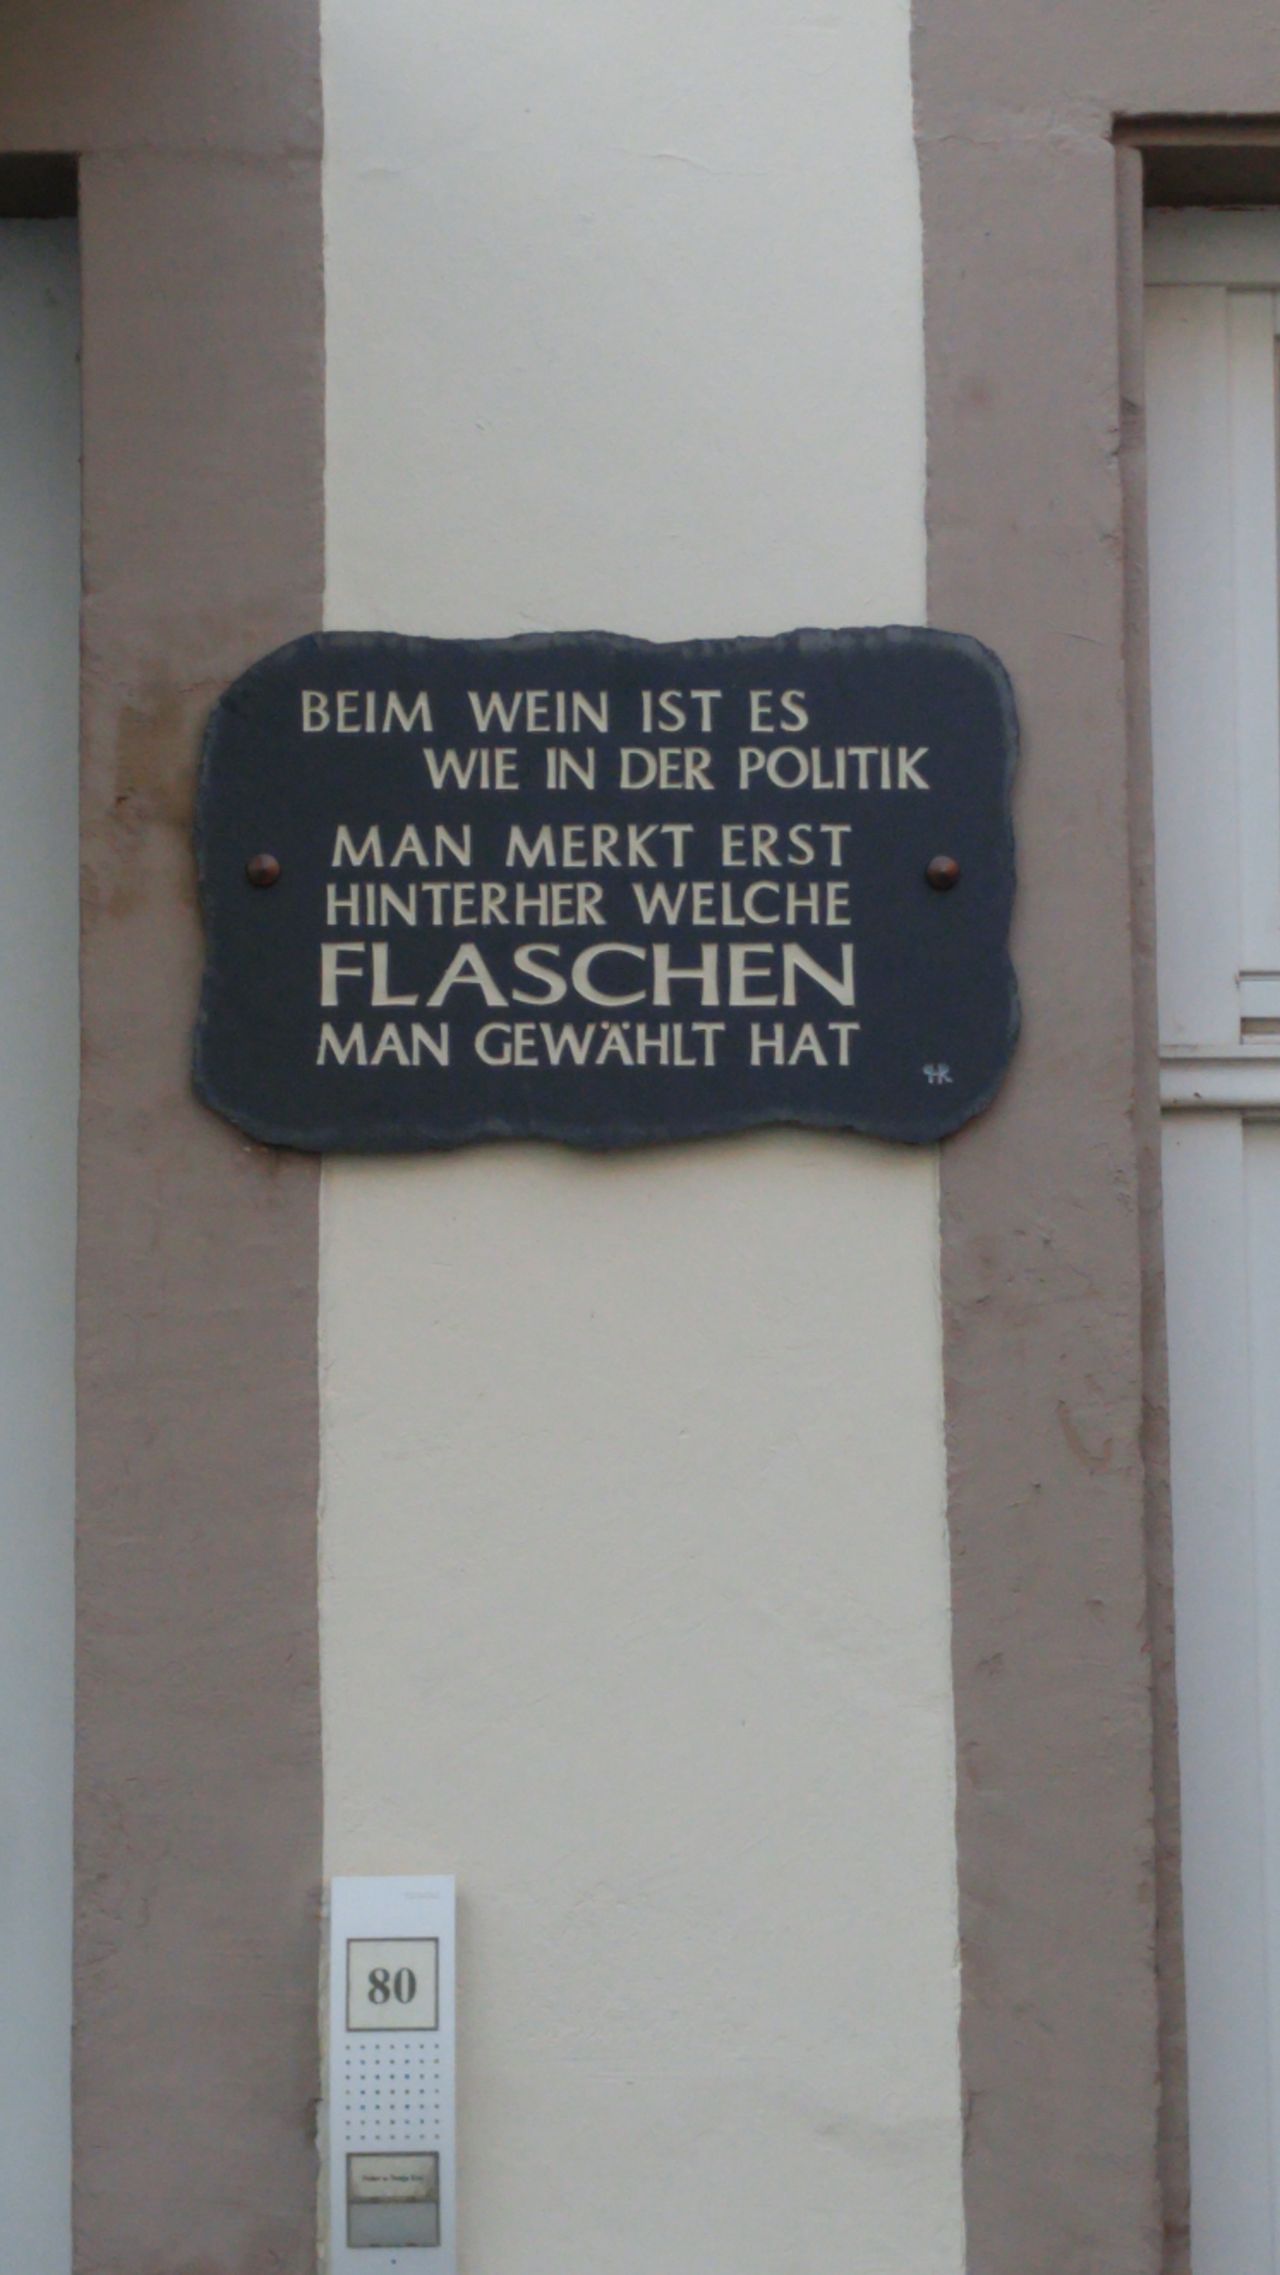 BEIM WEIN IST ES
WIE IN DER POLITIK
MAN MERKT ERST
HINTERHER WELCHE
FLASCHEN
MAN GEWÄHLT HAT
80